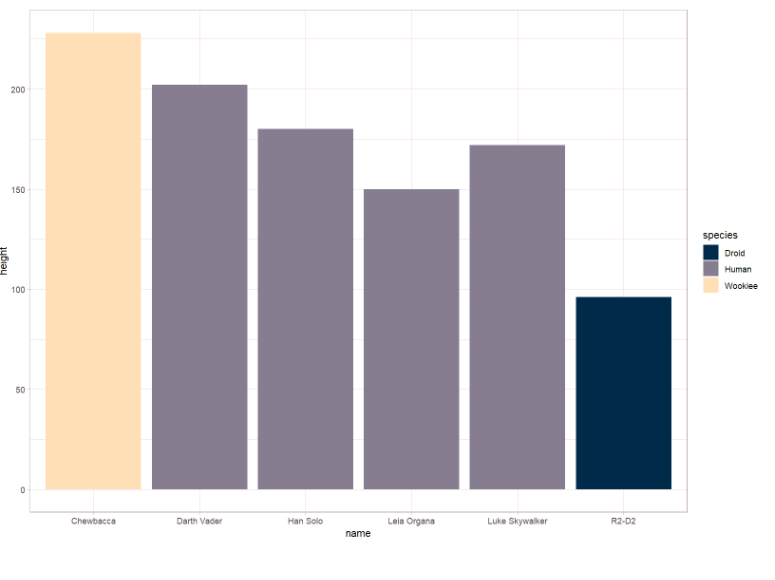 200
150
100
50
0
height
Chewbacca Darth Vader Han Solo Leia Organa Luke Skywalker R2-D2
name
species
Droid
Human
Wookiee